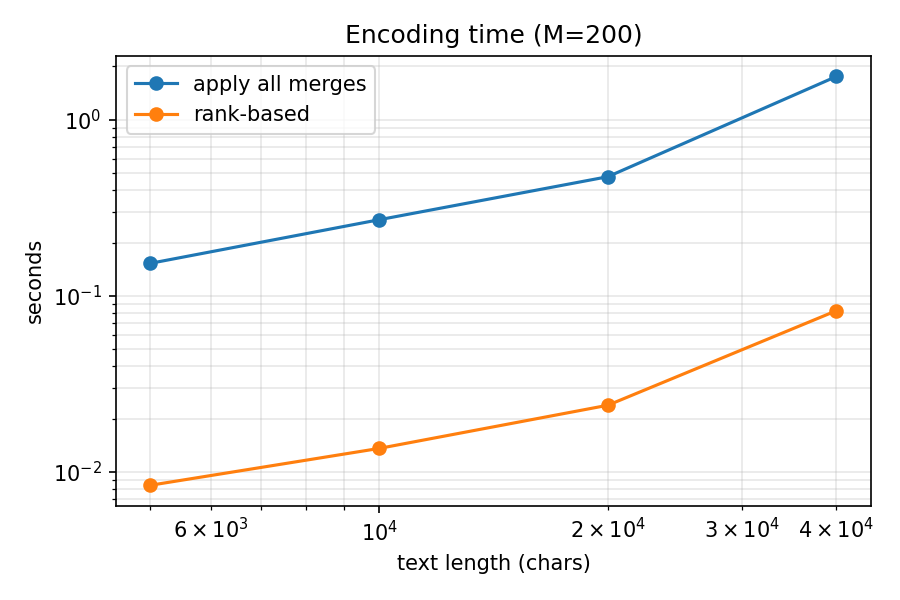 Encoding time (M=200)
apply all merges
rank-based
seconds
10⁰
10⁻¹
10⁻²
6 × 10³
10⁴
2 × 10⁴
3 × 10⁴
4 × 10⁴
text length (chars)